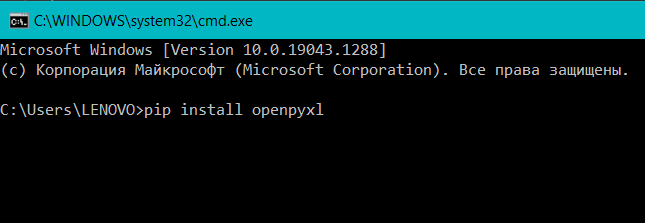 C:\WINDOWS\system32\cmd.exe
Microsoft Windows [Version 10.0.19043.1288]
(c) Корпорация Майкрософт (Microsoft Corporation). Все права защищены.
C:\Users\LENOVO>pip install openpyxl